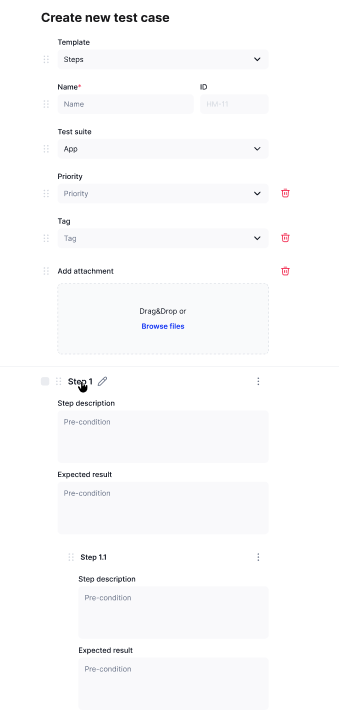 Create new test case
Template
Steps
Name*
ID
Name
HM-11
Test suite
App
Priority
Priority
Tag
Tag
Add attachment
Drag&Drop or
Browse files
Step 1
Step description
Pre-condition
Expected result
Pre-condition
Step 1.1
Step description
Pre-condition
Expected result
Pre-condition